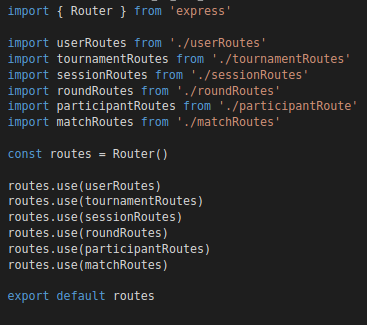 import { Router } from 'express'
import userRoutes from './userRoutes'
import tournamentRoutes from './tournamentRoutes'
import sessionRoutes from './sessionRoutes'
import roundRoutes from './roundRoutes'
import participantRoutes from './participantRoute'
import matchRoutes from './matchRoutes'
const routes = Router()
routes.use(userRoutes)
routes.use(tournamentRoutes)
routes.use(sessionRoutes)
routes.use(roundRoutes)
routes.use(participantRoutes)
routes.use(matchRoutes)
export default routes